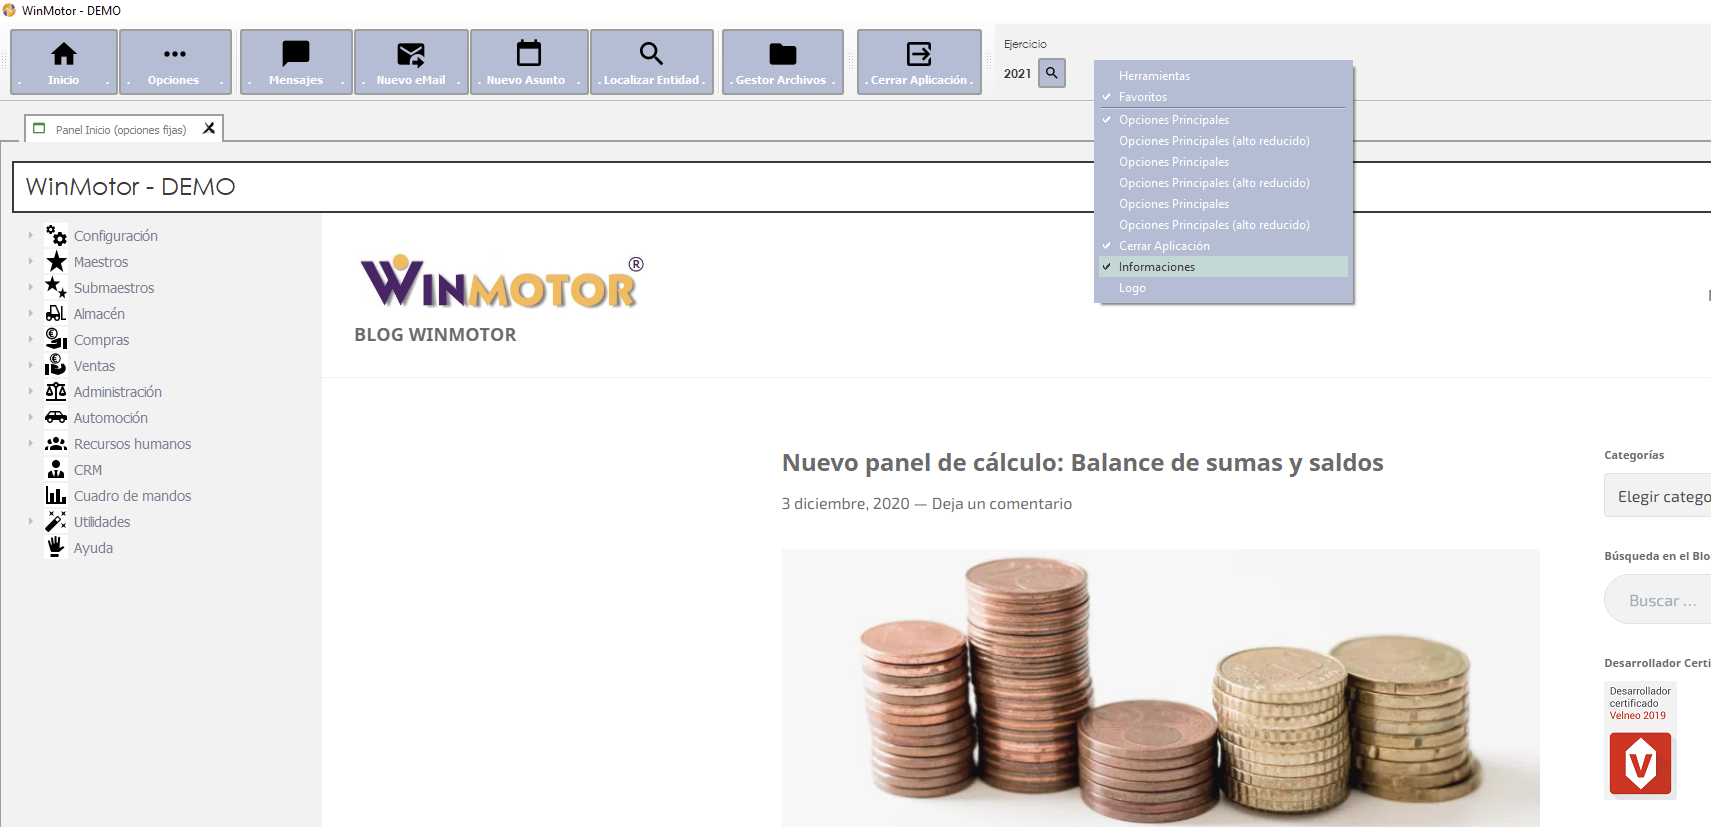 WinMotor - DEMO
. Inicio .
. Opciones .
. Mensajes .
. Nuevo eMail .
. Nuevo Asunto .
. Localizar Entidad .
. Gestor Archivos .
. Cerrar Aplicación .
Ejercicio
2021
Herramientas
Favoritos
Opciones Principales
Opciones Principales (alto reducido)
Opciones Principales
Opciones Principales (alto reducido)
Opciones Principales
Opciones Principales (alto reducido)
Cerrar Aplicación
Informaciones
Logo
Panel Inicio (opciones fijas)
WinMotor - DEMO
Configuración
Maestros
Submaestros
Almacén
Compras
Ventas
Administración
Automoción
Recursos humanos
CRM
Cuadro de mandos
Utilidades
Ayuda
WINMOTOR®
BLOG WINMOTOR
Nuevo panel de cálculo: Balance de sumas y saldos
3 diciembre, 2020 — Deja un comentario
Categorías
Elegir catego
Búsqueda en el Blo
Buscar …
Desarrollador Certi
Desarrollador
certificado
Velneo 2019
V